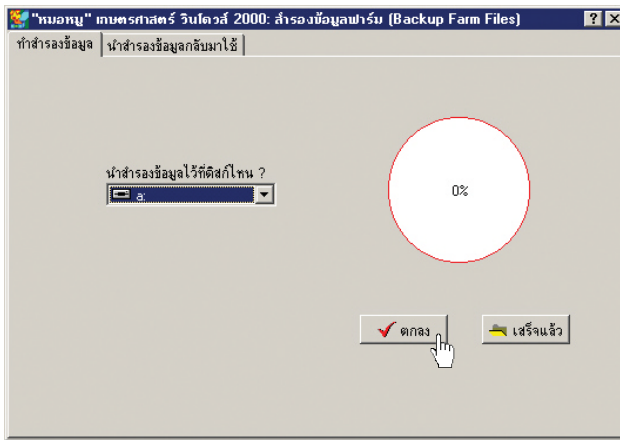 "หมอหมู" เกษตรศาสตร์ วินโดวส์ 2000: สำรองข้อมูลฟาร์ม (Backup Farm Files)
ทำสำรองข้อมูล นำสำรองข้อมูลกลับมาใช้
นำสำรองข้อมูลไว้ที่ดิสก์ไหน ?
a:
0%
ตกลง เสร็จแล้ว